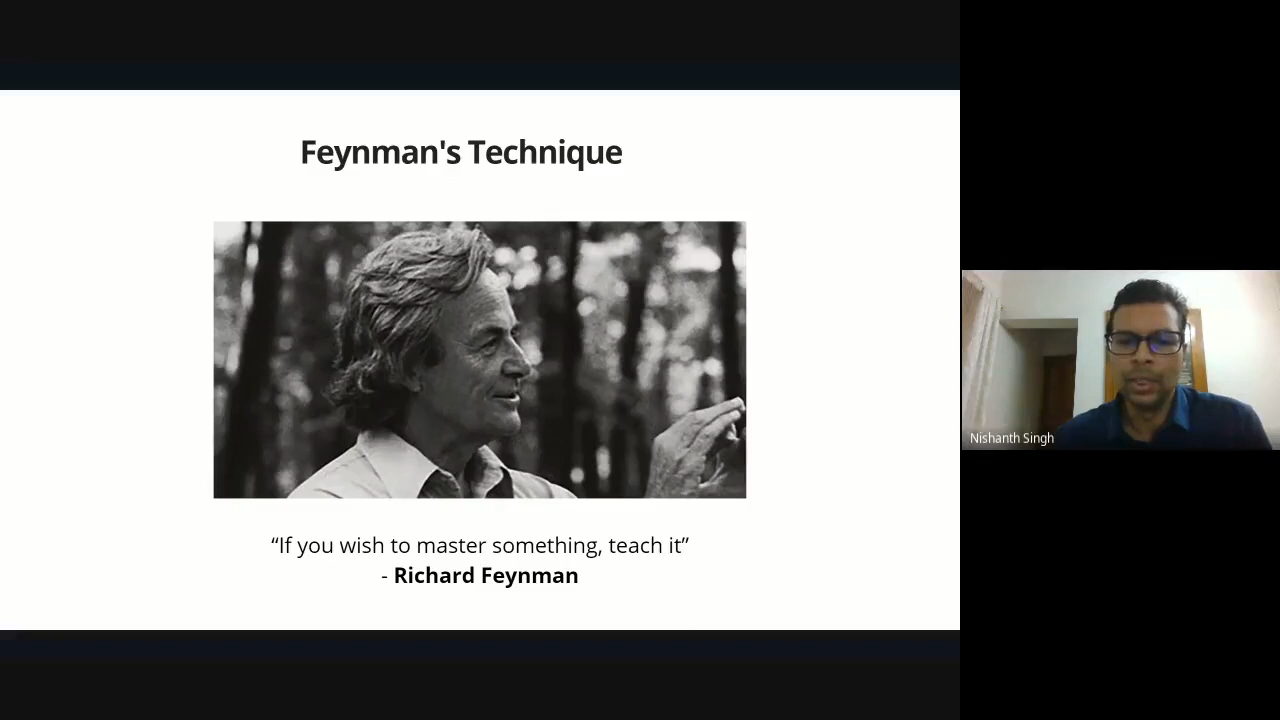 Feynman's Technique
“If you wish to master something, teach it”
- Richard Feynman
Nishanth Singh